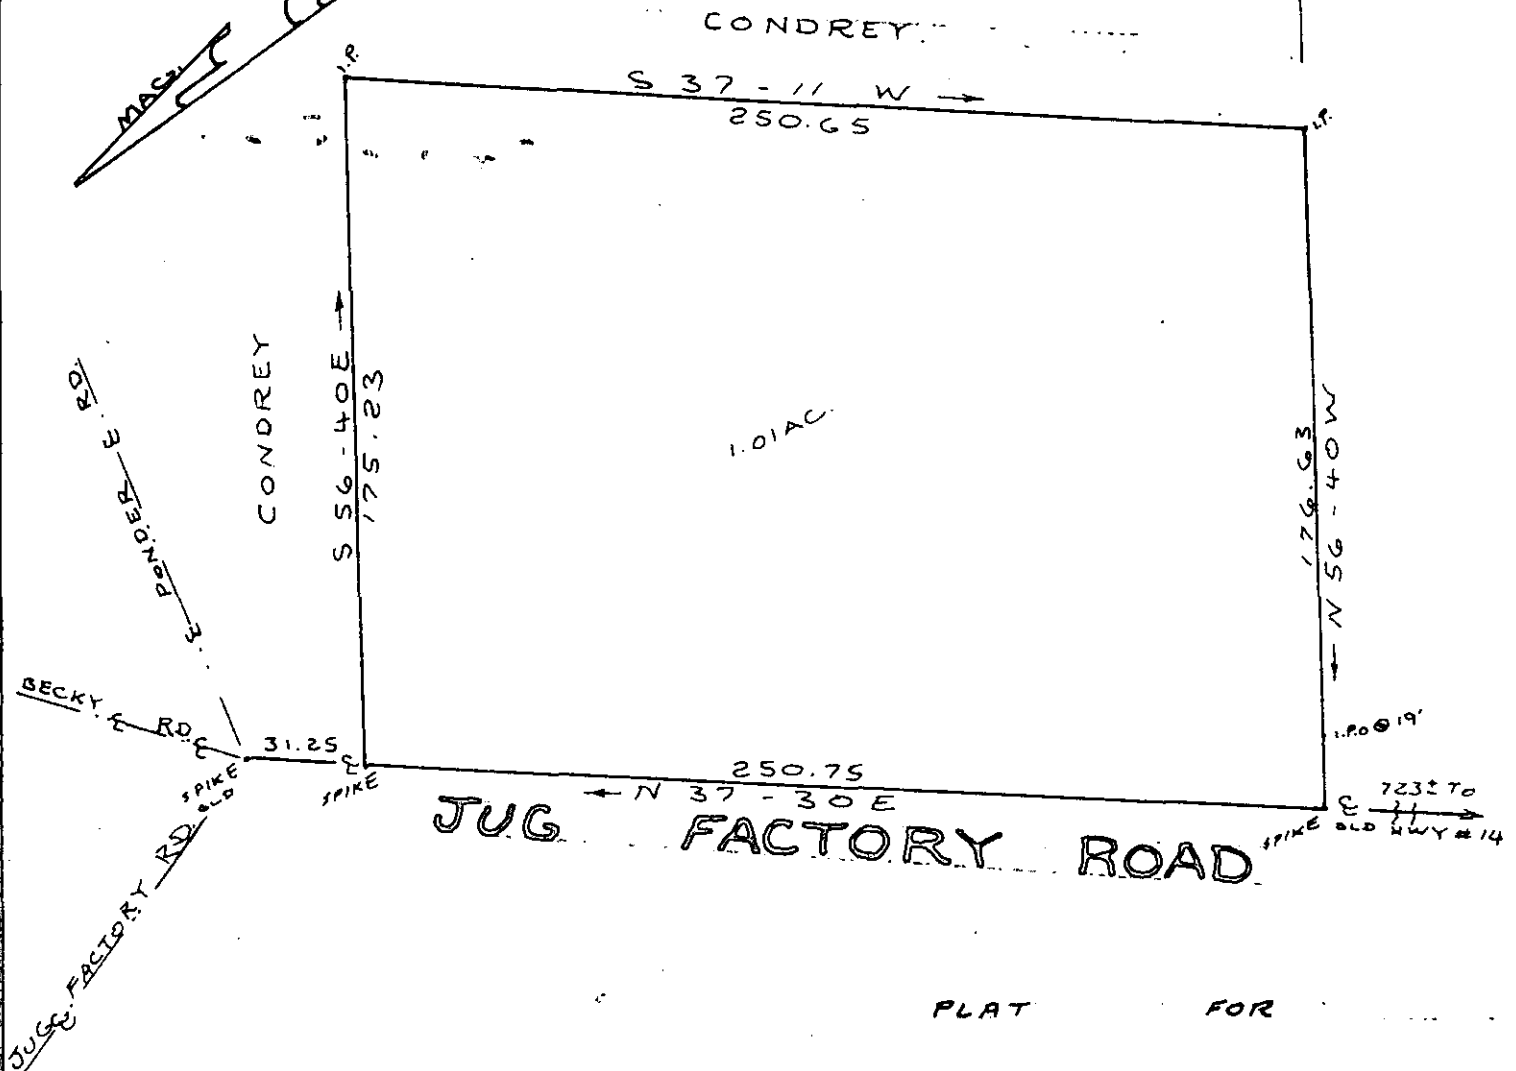 CONDREY
MAG.
I.P.
S 37 - 11 W
250.65
I.P.
CONDREY
S 56 - 40 E
175.23
1.01 AC.
176.63
N 56 - 40 W
PONDER RD.
BECKY RD.
31.25
SPIKE
SPIKE
250.75
N 37 - 30 E
I.P.O @ 19'
723± TO
OLD HWY # 14
SPIKE
JUG FACTORY ROAD
OLD
JUG FACTORY RD.
PLAT FOR